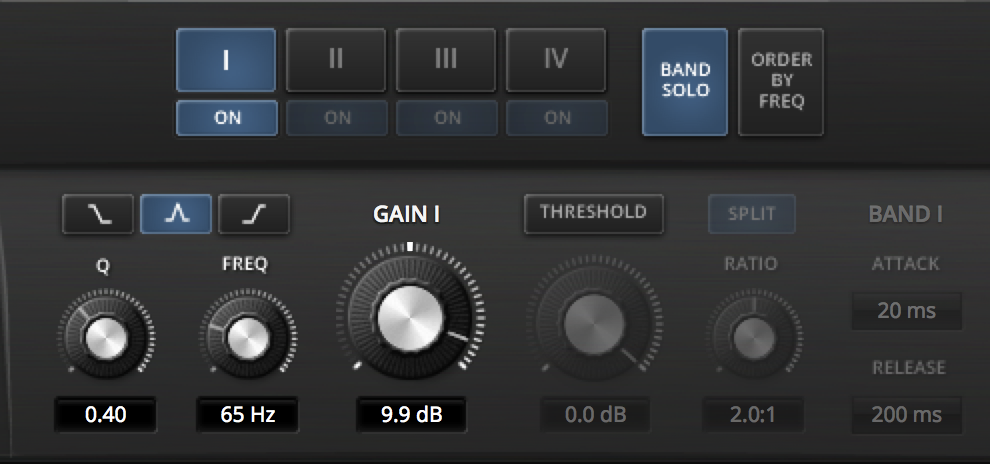 I II III IV
ON ON ON ON
BAND
SOLO
ORDER
BY
FREQ
GAIN I THRESHOLD SPLIT BAND I
Q FREQ RATIO ATTACK
20 ms
RELEASE
0.40 65 Hz 9.9 dB 0.0 dB 2.0:1 200 ms